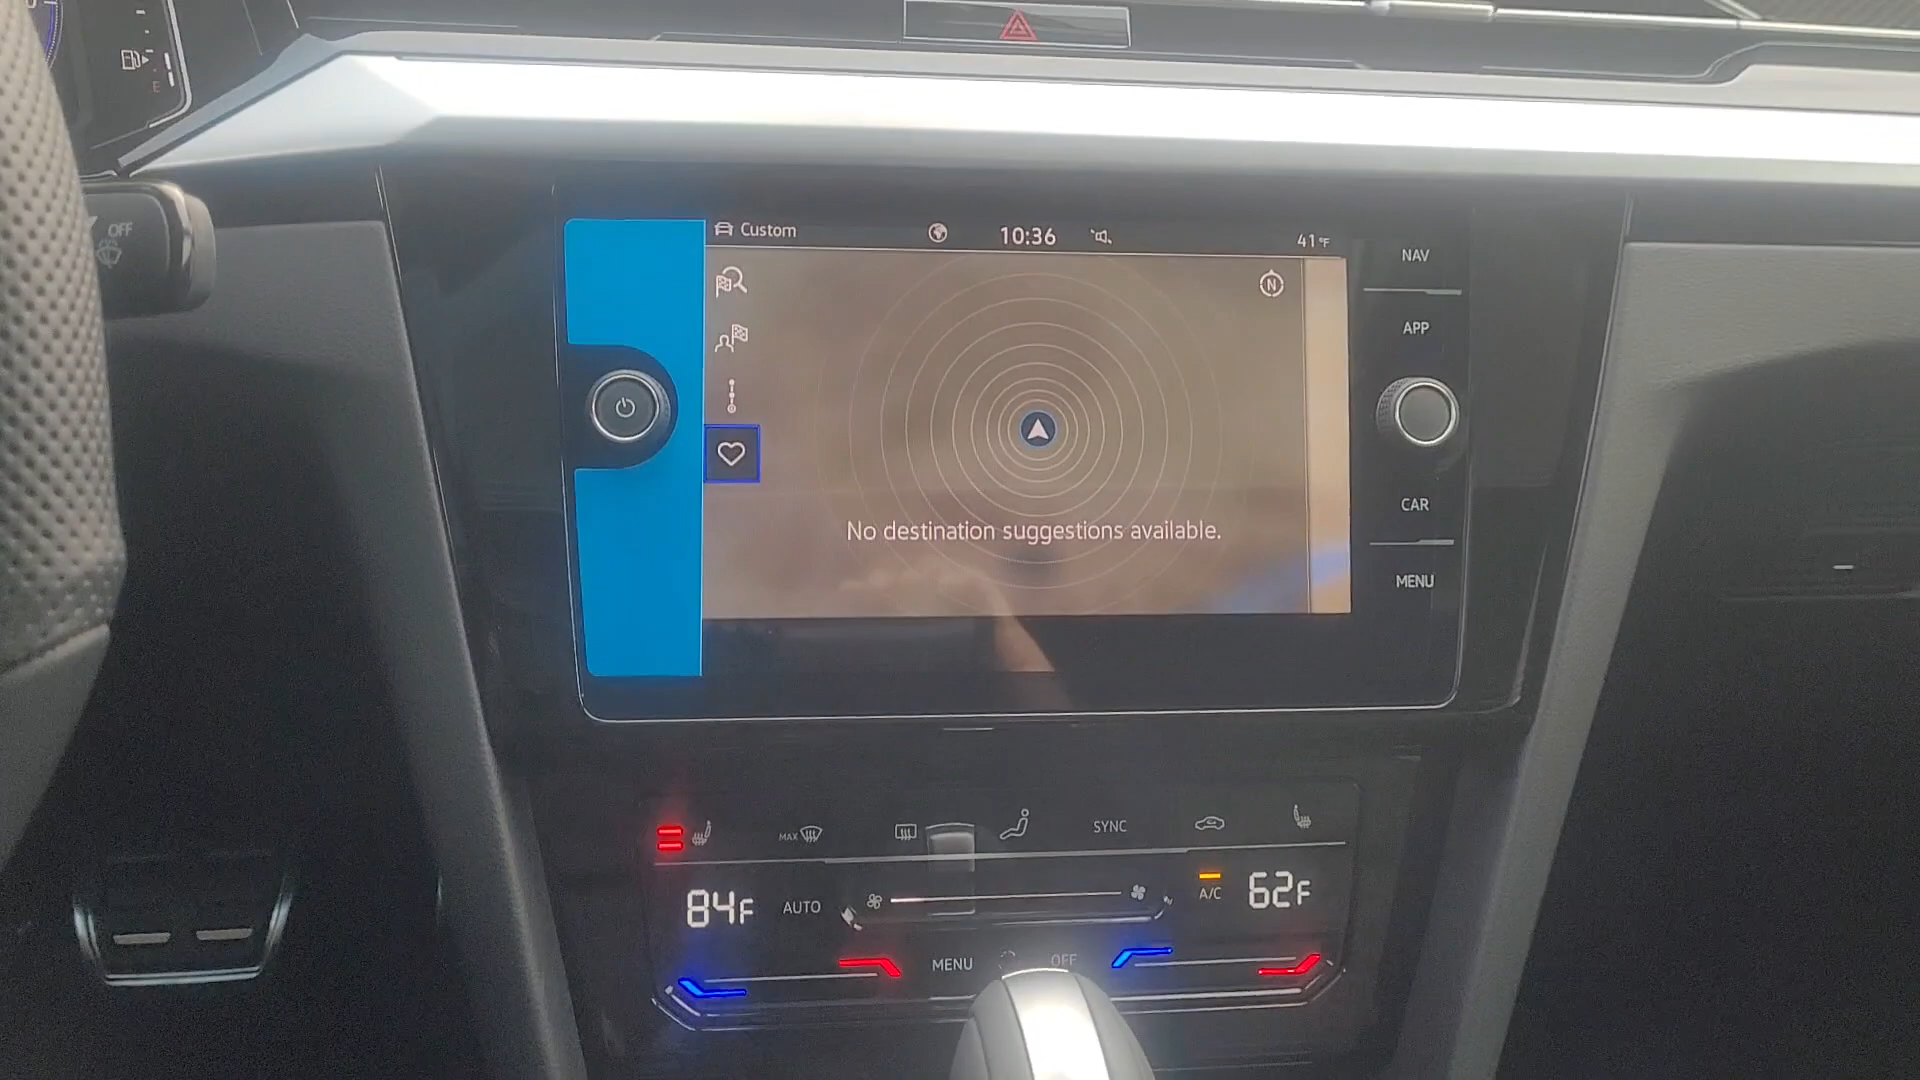 E
OFF
Custom
10:36
41°F
N
No destination suggestions available.
NAV
APP
CAR
MENU
MAX
SYNC
84F
AUTO
A/C
62F
MENU
OFF